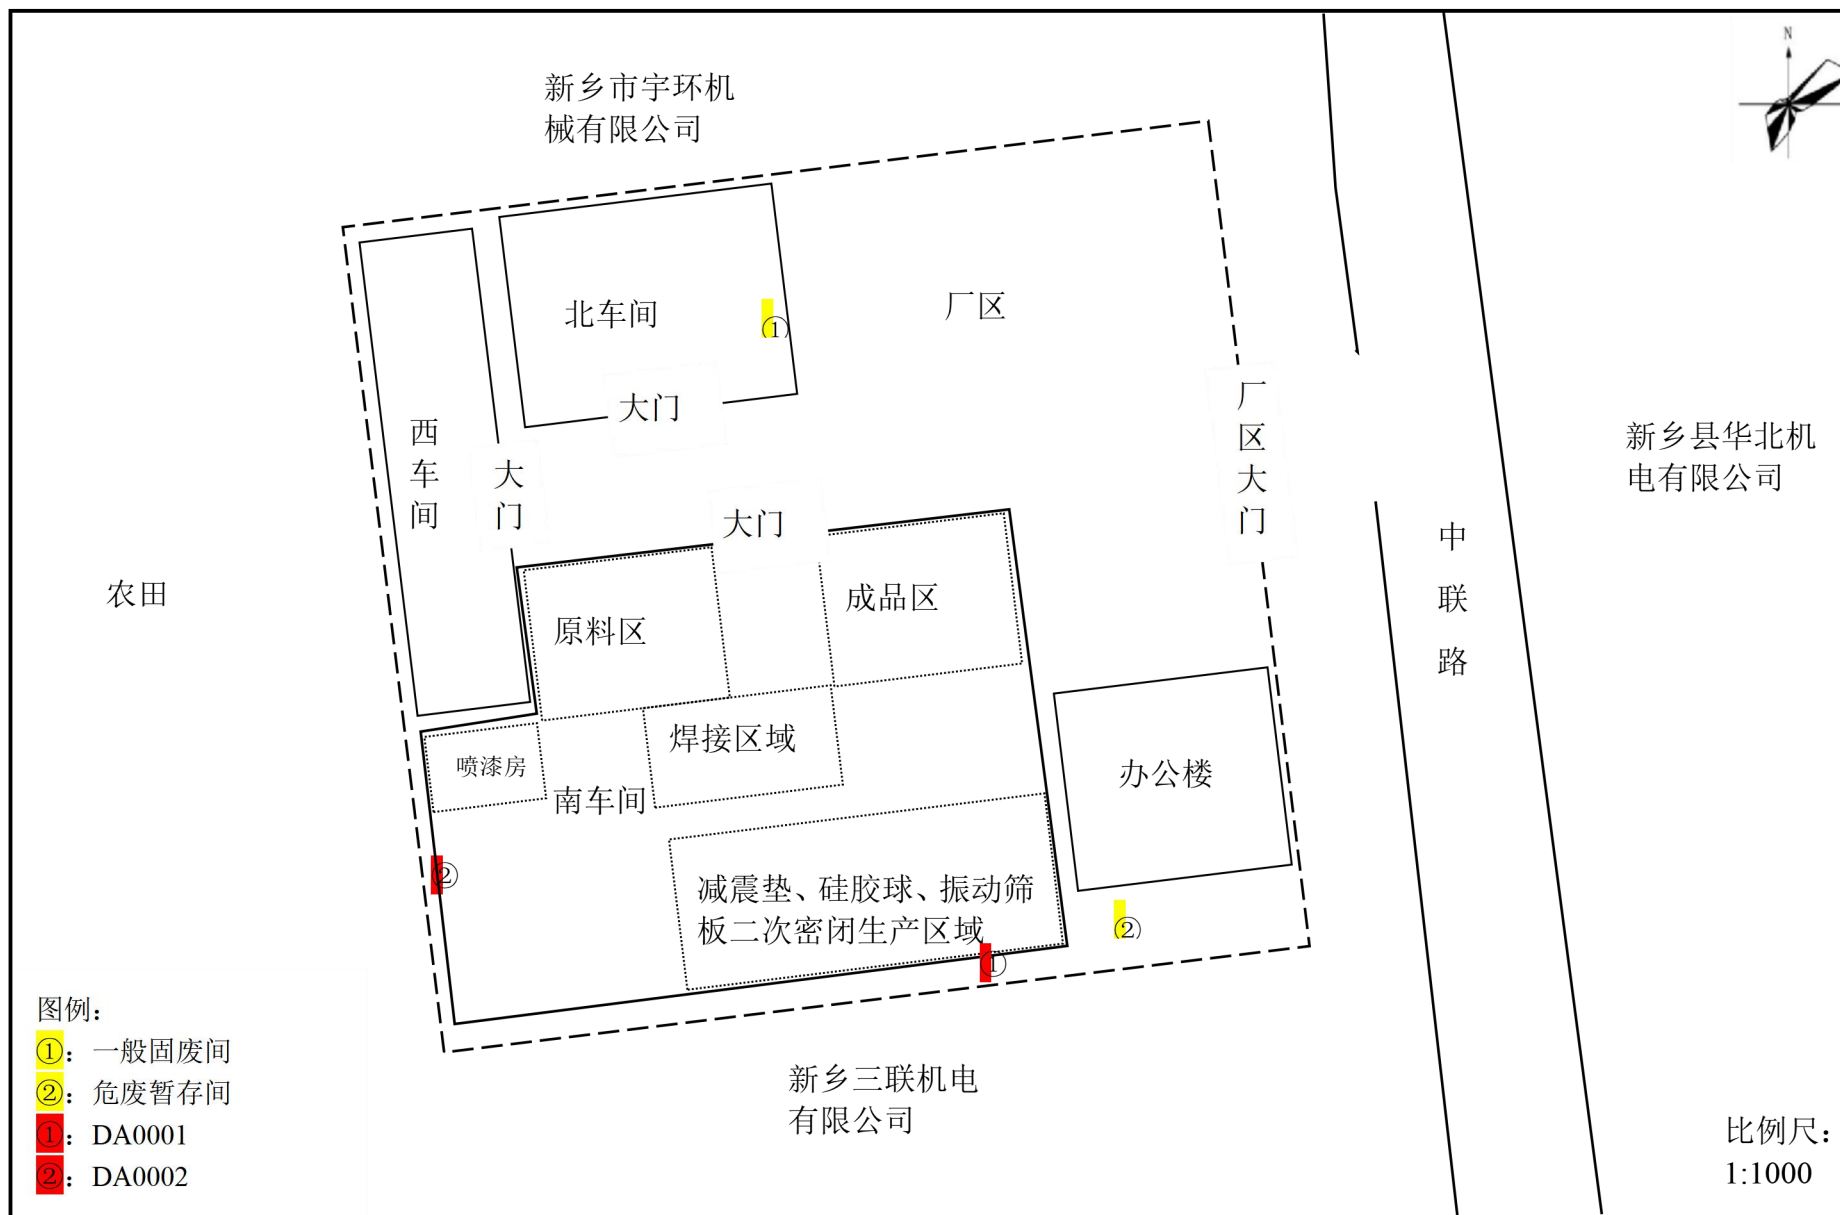 N
新乡市宇环机
械有限公司
北车间
①
厂区
大门
厂区大门
西车间
大门
大门
新乡县华北机
电有限公司
中联路
农田
原料区
成品区
焊接区域
喷漆房
南车间
办公楼
②
减震垫、硅胶球、振动筛
板二次密闭生产区域
②
①
图例：
①：一般固废间
②：危废暂存间
①：DA0001
②：DA0002
新乡三联机电
有限公司
比例尺：
1:1000